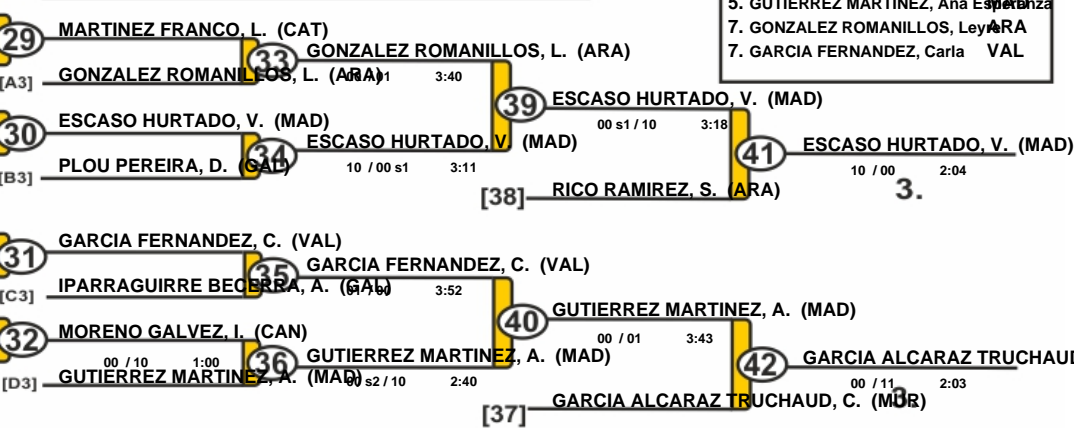 5. GUTIERREZ MARTINEZ, Ana Esperanza MAD
7. GONZALEZ ROMANILLOS, Leyre ARA
7. GARCIA FERNANDEZ, Carla VAL
29
MARTINEZ FRANCO, L. (CAT)
[A3]
GONZALEZ ROMANILLOS, L. (ARA)
33
GONZALEZ ROMANILLOS, L. (ARA)
3:40
30
ESCASO HURTADO, V. (MAD)
[B3]
PLOU PEREIRA, D. (GAL)
34
ESCASO HURTADO, V. (MAD)
10 / 00 s1 3:11
39
ESCASO HURTADO, V. (MAD)
00 s1 / 10 3:18
[38]
RICO RAMIREZ, S. (ARA)
41
ESCASO HURTADO, V. (MAD)
10 / 00 2:04
3.
31
GARCIA FERNANDEZ, C. (VAL)
[C3]
IPARRAGUIRRE BECERRA, A. (GAL)
35
GARCIA FERNANDEZ, C. (VAL)
01 / 00 3:52
32
MORENO GALVEZ, I. (CAN)
00 / 10 1:00
[D3]
GUTIERREZ MARTINEZ, A. (MAD)
36
GUTIERREZ MARTINEZ, A. (MAD)
00 s2 / 10 2:40
40
GUTIERREZ MARTINEZ, A. (MAD)
00 / 01 3:43
[37]
GARCIA ALCARAZ TRUCHAUD, C. (MUR)
42
GARCIA ALCARAZ TRUCHAUD
00 / 11 2:03
3.